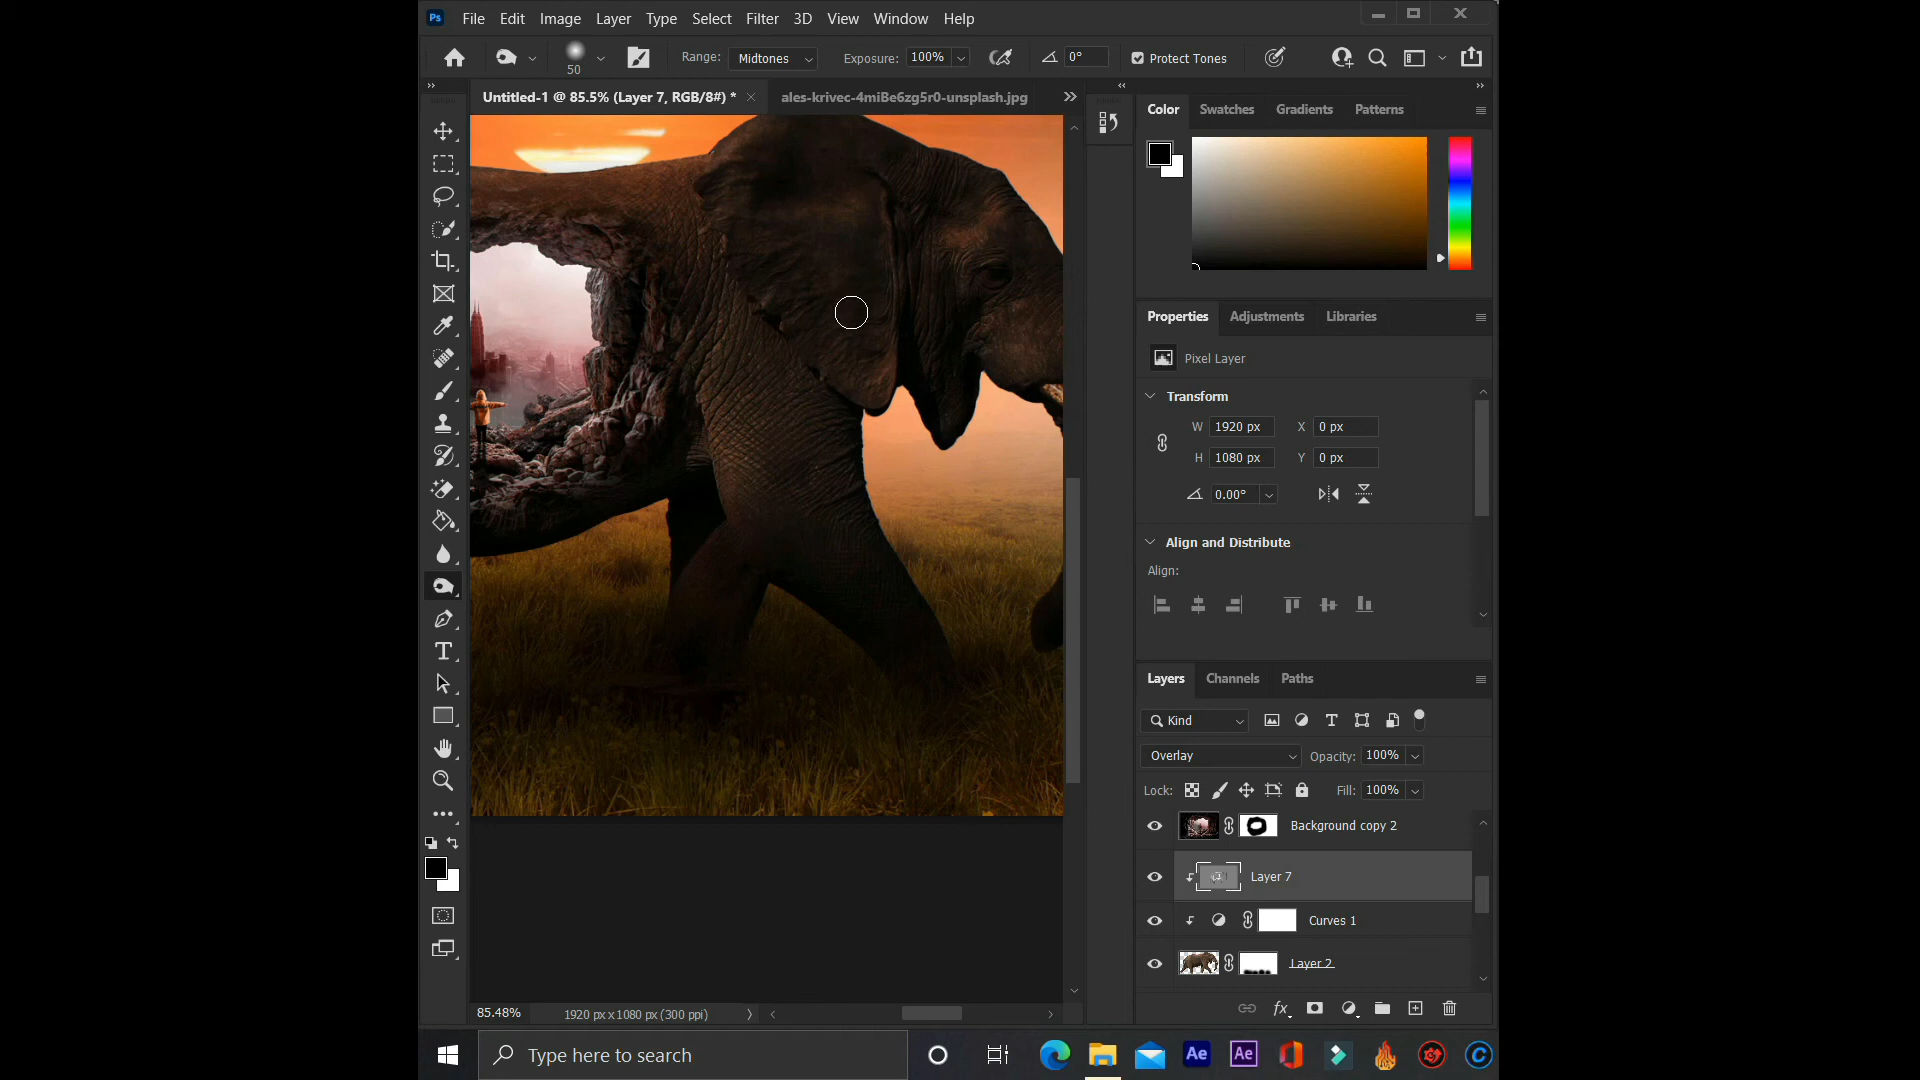 Ps File Edit Image Layer Type Select Filter 3D View Window Help
50 Range: Midtones Exposure: 100% 0° Protect Tones
Untitled-1 @ 85.5% (Layer 7, RGB/8#) * ales-krivec-4miBe6zg5r0-unsplash.jpg
Color Swatches Gradients Patterns
Properties Adjustments Libraries
Pixel Layer
Transform
W 1920 px X 0 px
H 1080 px Y 0 px
0.00°
Align and Distribute
Align:
Layers Channels Paths
Kind
Overlay Opacity: 100%
Lock: Fill: 100%
Background copy 2
Layer 7
Curves 1
Layer 2
fx
85.48% 1920 px x 1080 px (300 ppi)
Type here to search
Ae Ae